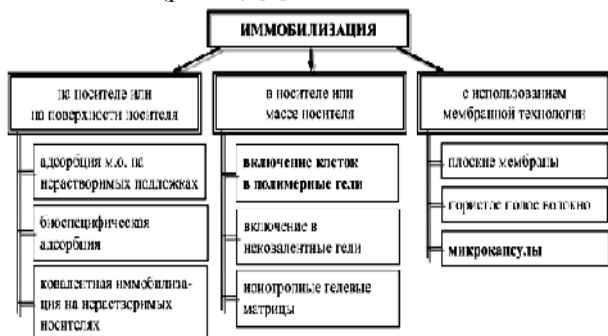 ИММОБИЛИЗАЦИЯ
на носителе или
на поверхности носителя
адсорбция м.о. на
нерастворимых подложках
биоспецифическая
адсорбция
ковалентная иммобилиза-
ция на нерастворимых
носителях
в носителе или
массе носителя
включение клеток
в полимерные гели
включение в
нековалентные гели
ионотропные гелевые
матрицы
с использованием
мембранной технологии
плоские мембраны
пористое полое волокно
микрокапсулы